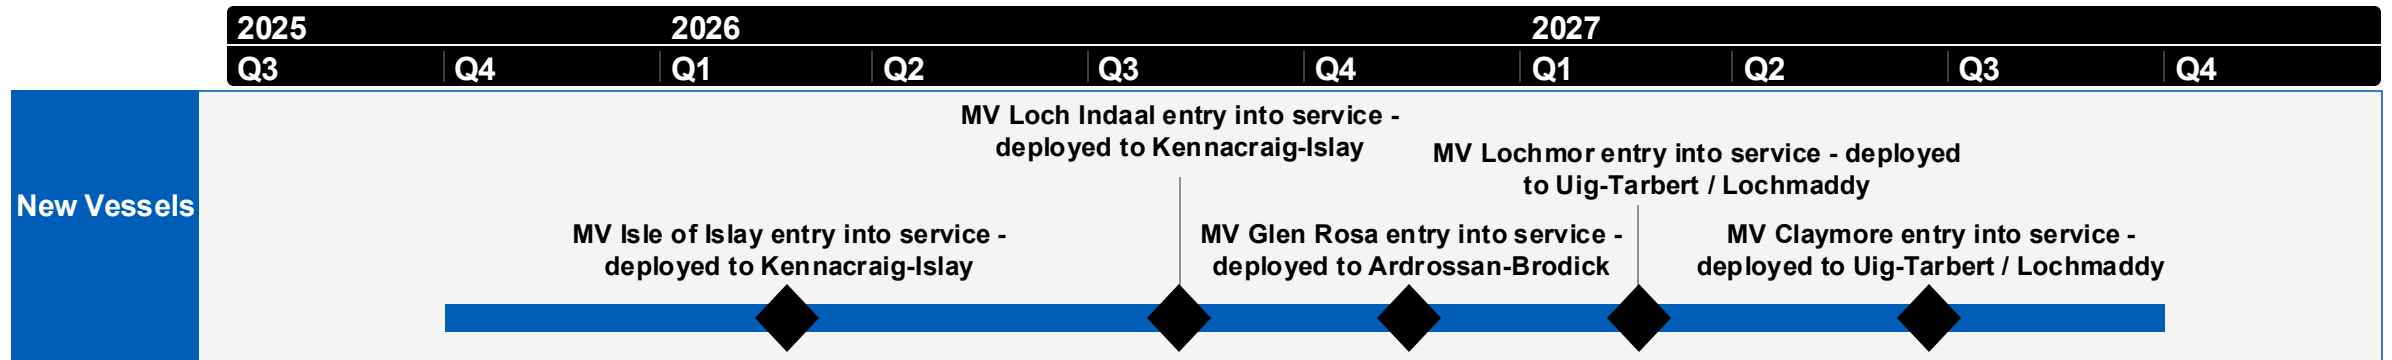 2025 2026 2027
Q3 Q4 Q1 Q2 Q3 Q4 Q1 Q2 Q3 Q4
New Vessels
MV Isle of Islay entry into service -
deployed to Kennacraig-Islay
MV Loch Indaal entry into service -
deployed to Kennacraig-Islay
MV Glen Rosa entry into service -
deployed to Ardrossan-Brodick
MV Lochmor entry into service - deployed
to Uig-Tarbert / Lochmaddy
MV Claymore entry into service -
deployed to Uig-Tarbert / Lochmaddy